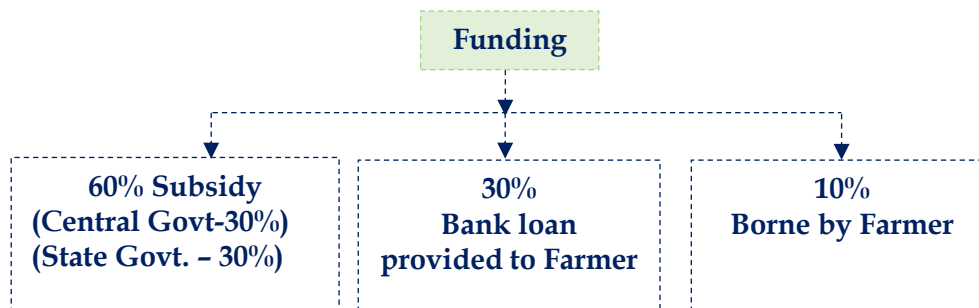 Funding
60% Subsidy
(Central Govt-30%)
(State Govt. – 30%)
30%
Bank loan
provided to Farmer
10%
Borne by Farmer